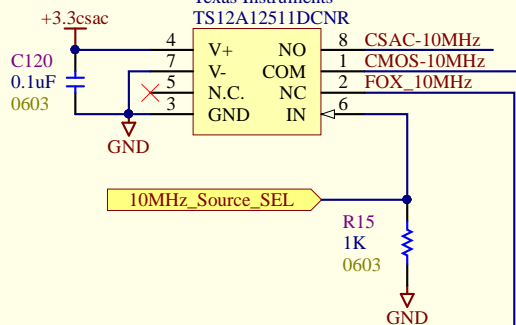 Texas Instruments
TS12A12511DCNR
+3.3csac
4 V+ NO 8 CSAC-10MHz
7 V- COM 1 CMOS-10MHz
5 N.C. NC 2 FOX_10MHz
3 GND IN 6
C120
0.1uF
0603
GND
10MHz_Source_SEL
R15
1K
0603
GND